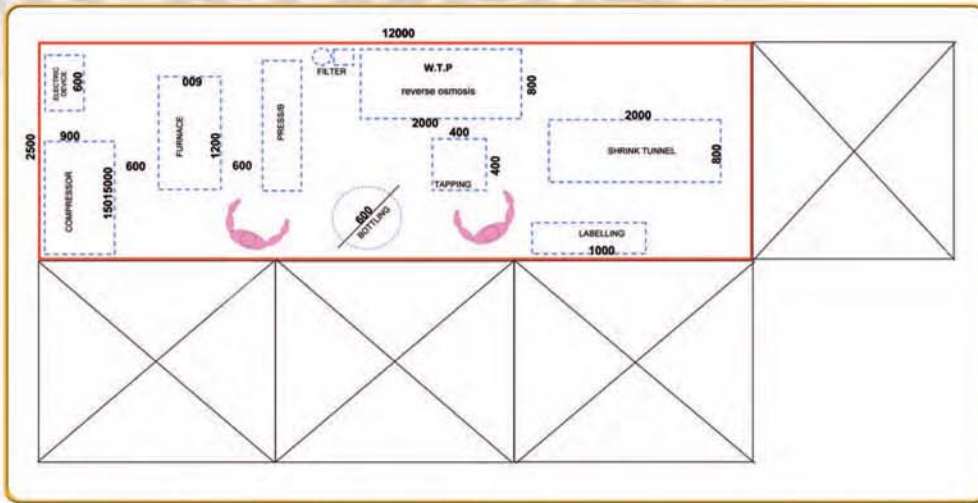 12000
ELECTRIC
DEVICE
600
FILTER
W.T.P
reverse osmosis
800
2000
600
FURNACE
1200
PRESS/B
2500
900
COMPRESSOR
15015000
600
600
400
400
TAPPING
2000
SHRINK TUNNEL
800
600
BOTTLING
LABELLING
1000